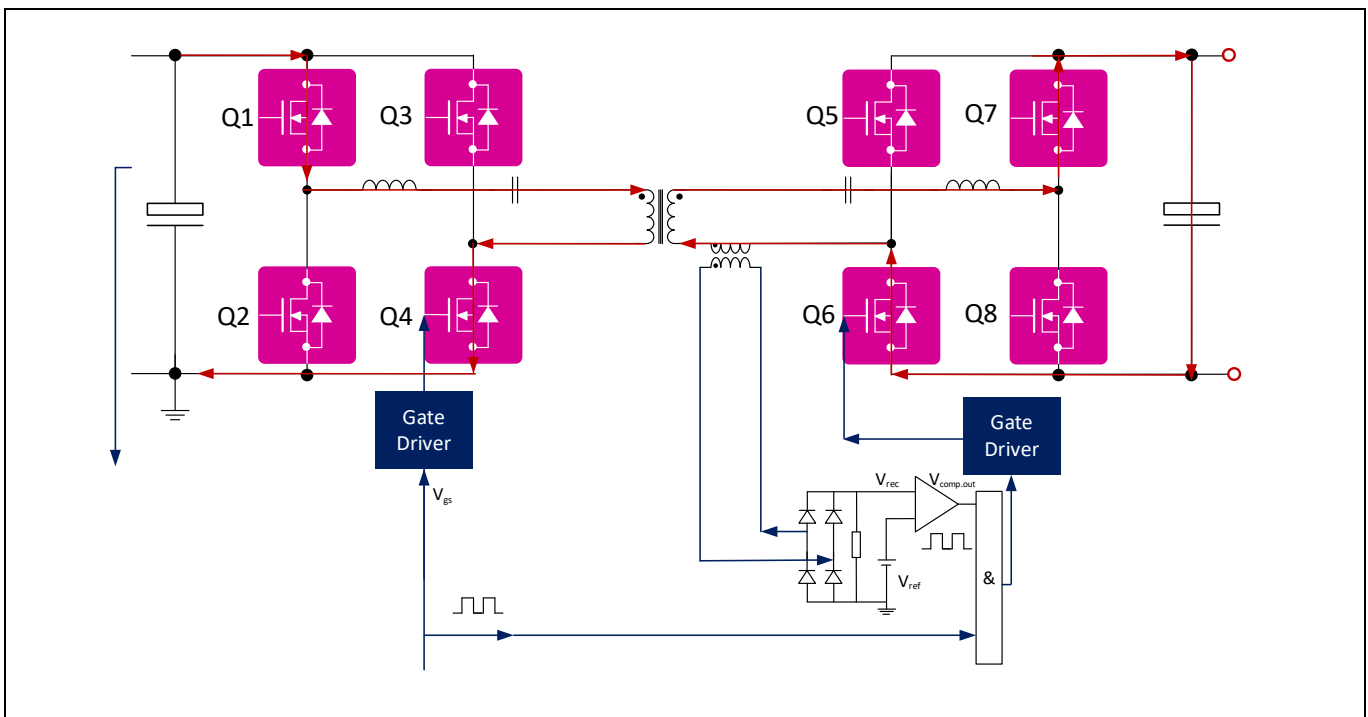 Q1
Q3
Q5
Q7
Q2
Q4
Q6
Q8
Gate
Driver
Gate
Driver
Vgs
Vrec
Vcomp.out
Vref
&